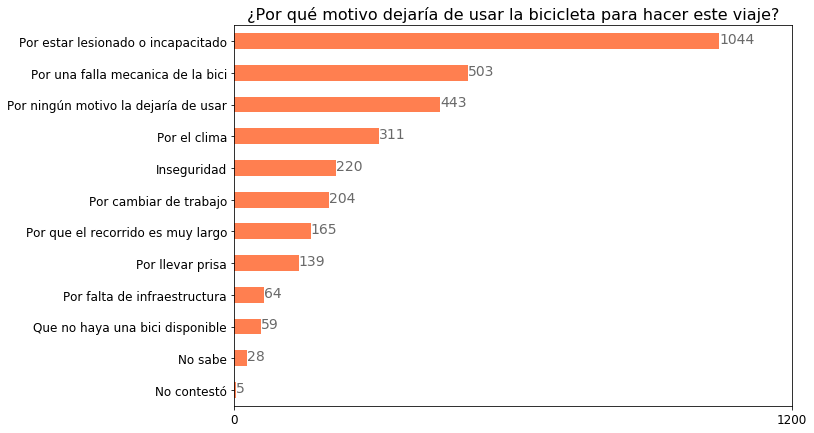 ¿Por qué motivo dejaría de usar la bicicleta para hacer este viaje?
Por estar lesionado o incapacitado 1044
Por una falla mecanica de la bici 503
Por ningún motivo la dejaría de usar 443
Por el clima 311
Inseguridad 220
Por cambiar de trabajo 204
Por que el recorrido es muy largo 165
Por llevar prisa 139
Por falta de infraestructura 64
Que no haya una bici disponible 59
No sabe 28
No contestó 5
0 1200